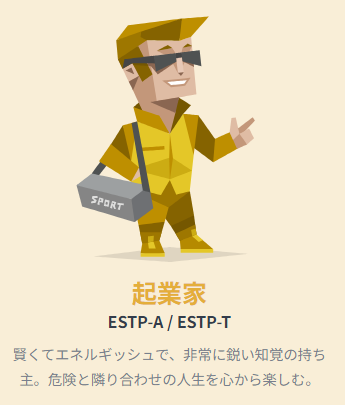 SPORT
起業家
ESTP-A / ESTP-T
賢くてエネルギッシュで、非常に鋭い知覚の持ち
主。危険と隣り合わせの人生を心から楽しむ。